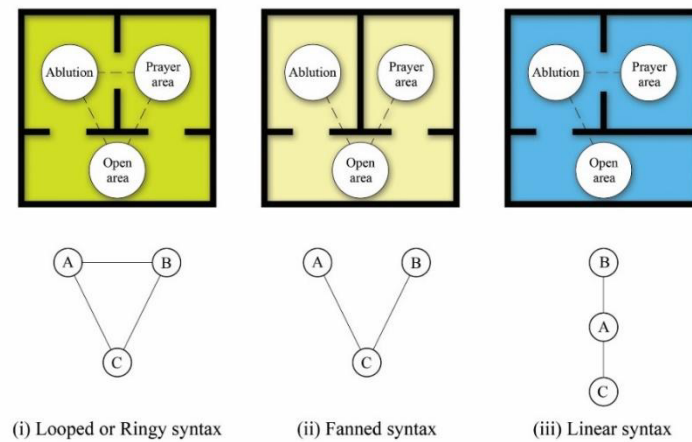 Ablution
Prayer
area
Open
area
Ablution
Prayer
area
Open
area
Ablution
Prayer
area
Open
area
A
B
C
A
B
C
B
A
C
(i) Looped or Ringy syntax
(ii) Fanned syntax
(iii) Linear syntax